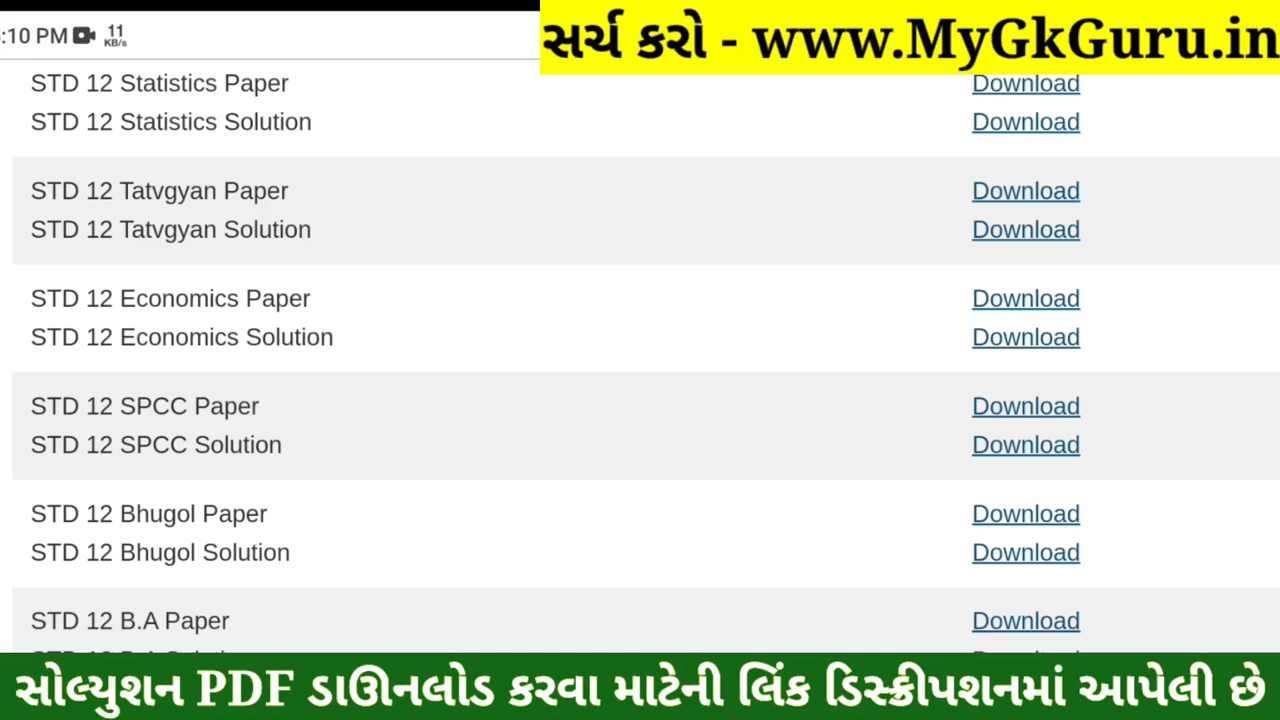 :10 PM 11 KB/s
સર્ચ કરો - www.MyGkGuru.in
STD 12 Statistics Paper Download
STD 12 Statistics Solution Download
STD 12 Tatvgyan Paper Download
STD 12 Tatvgyan Solution Download
STD 12 Economics Paper Download
STD 12 Economics Solution Download
STD 12 SPCC Paper Download
STD 12 SPCC Solution Download
STD 12 Bhugol Paper Download
STD 12 Bhugol Solution Download
STD 12 B.A Paper Download
સોલ્યુશન PDF ડાઊનલોડ કરવા માટેની લિંક ડિસ્ક્રીપશનમાં આપેલી છે